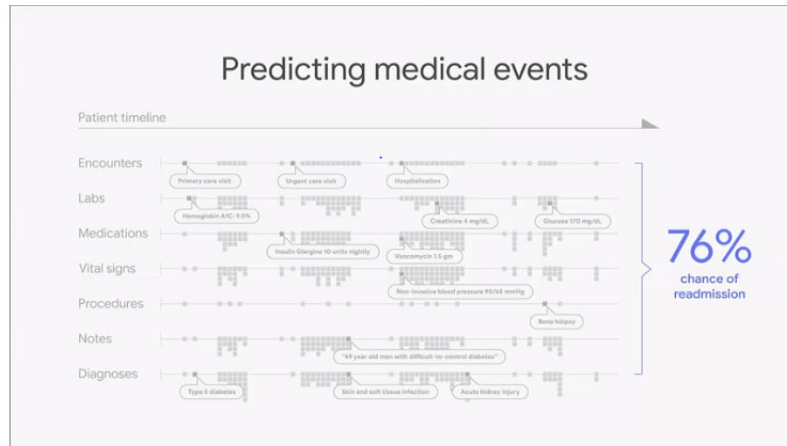 Predicting medical events
Patient timeline
Encounters
Primary care visit
Urgent care visit
Hospitalization
Labs
Hemoglobin A1C: 9.0%
Creatinine 4 mg/dL
Glucose 170 mg/dL
Medications
Insulin Glargine 10 units nightly
Vancomycin 1.5 gm
Vital signs
Non-invasive blood pressure 90/65 mmHg
Procedures
Bone biopsy
Notes
"49 year old man with difficult-to-control diabetes"
Diagnoses
Type II diabetes
Skin and soft tissue infection
Acute kidney injury
76%
chance of
readmission